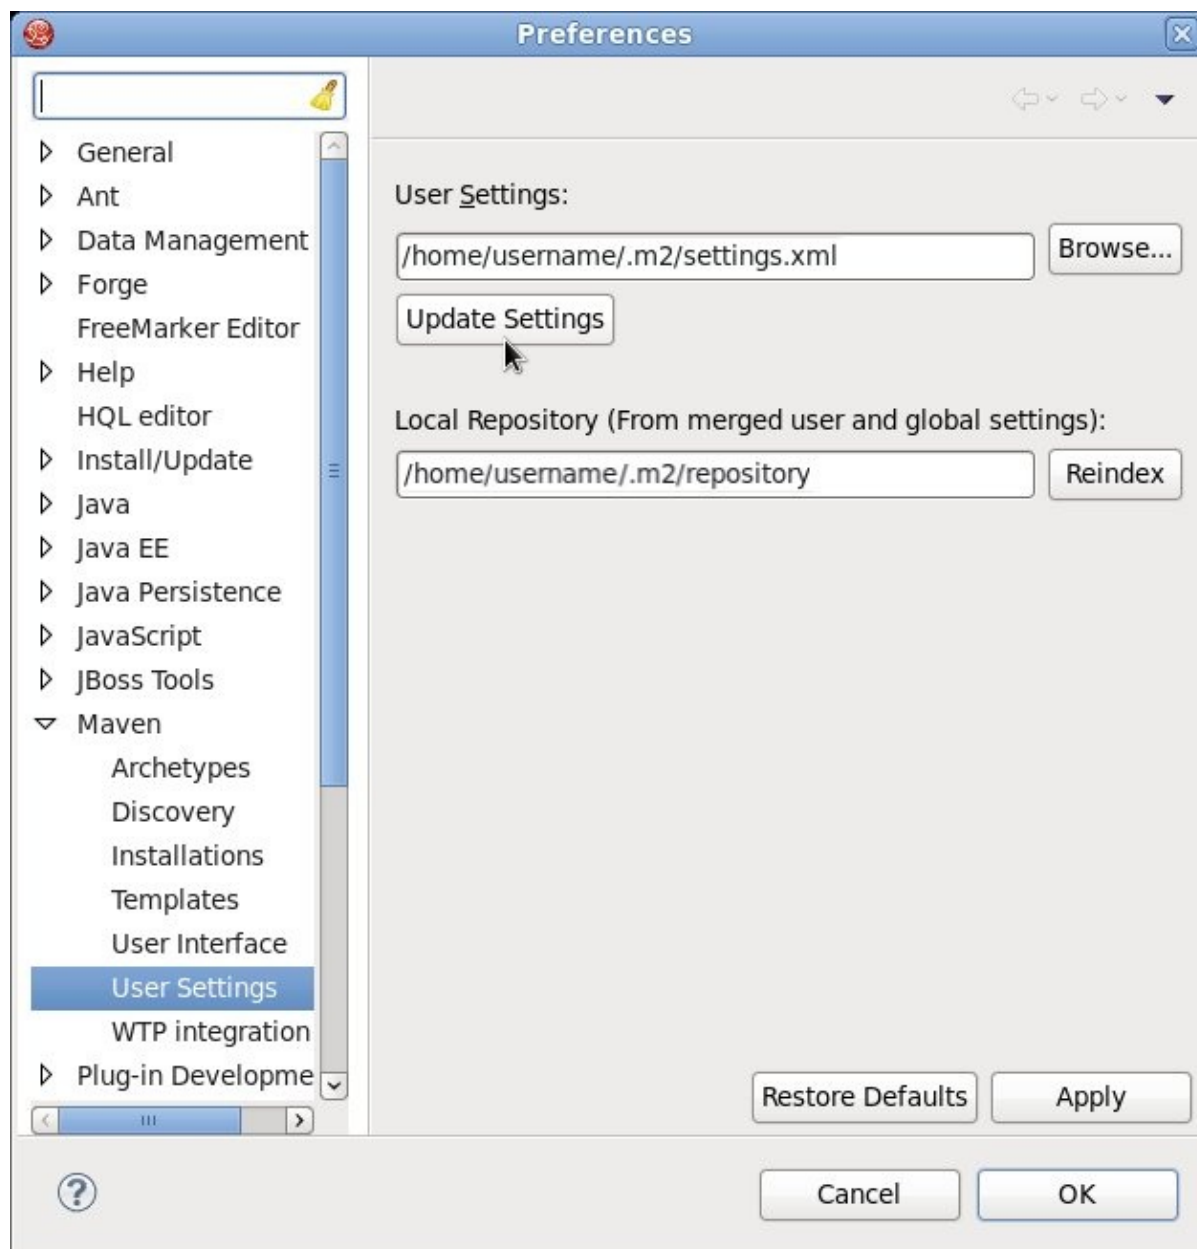 Preferences
General
Ant
Data Management
Forge
FreeMarker Editor
Help
HQL editor
Install/Update
Java
Java EE
Java Persistence
JavaScript
JBoss Tools
Maven
Archetypes
Discovery
Installations
Templates
User Interface
User Settings
WTP integration
Plug-in Developme
User Settings:
/home/username/.m2/settings.xml
Browse...
Update Settings
Local Repository (From merged user and global settings):
/home/username/.m2/repository
Reindex
Restore Defaults
Apply
?
Cancel
OK